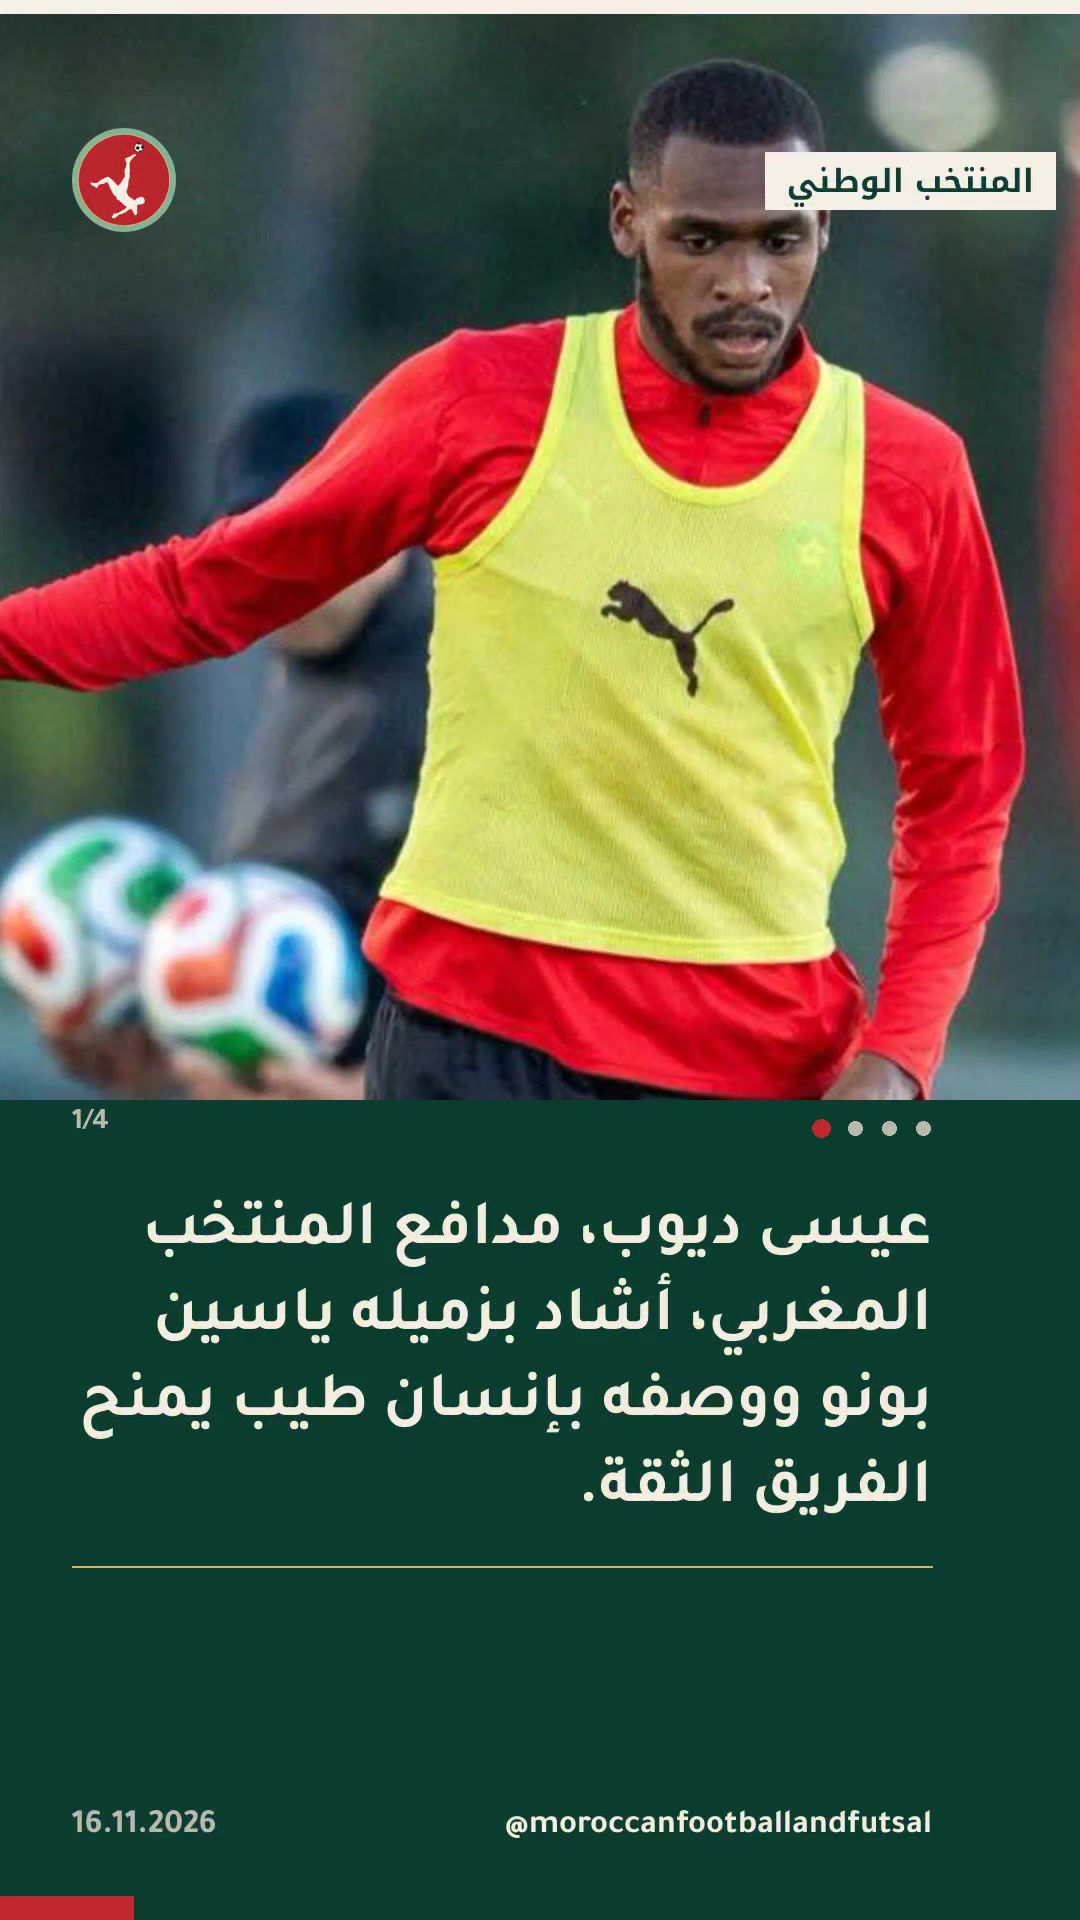 المنتخب الوطني
1/4
عيسى ديوب، مدافع المنتخب
المغربي، أشاد بزميله ياسين
بونو ووصفه بإنسان طيب يمنح
الفريق الثقة.
16.11.2026
@moroccanfootballandfutsal